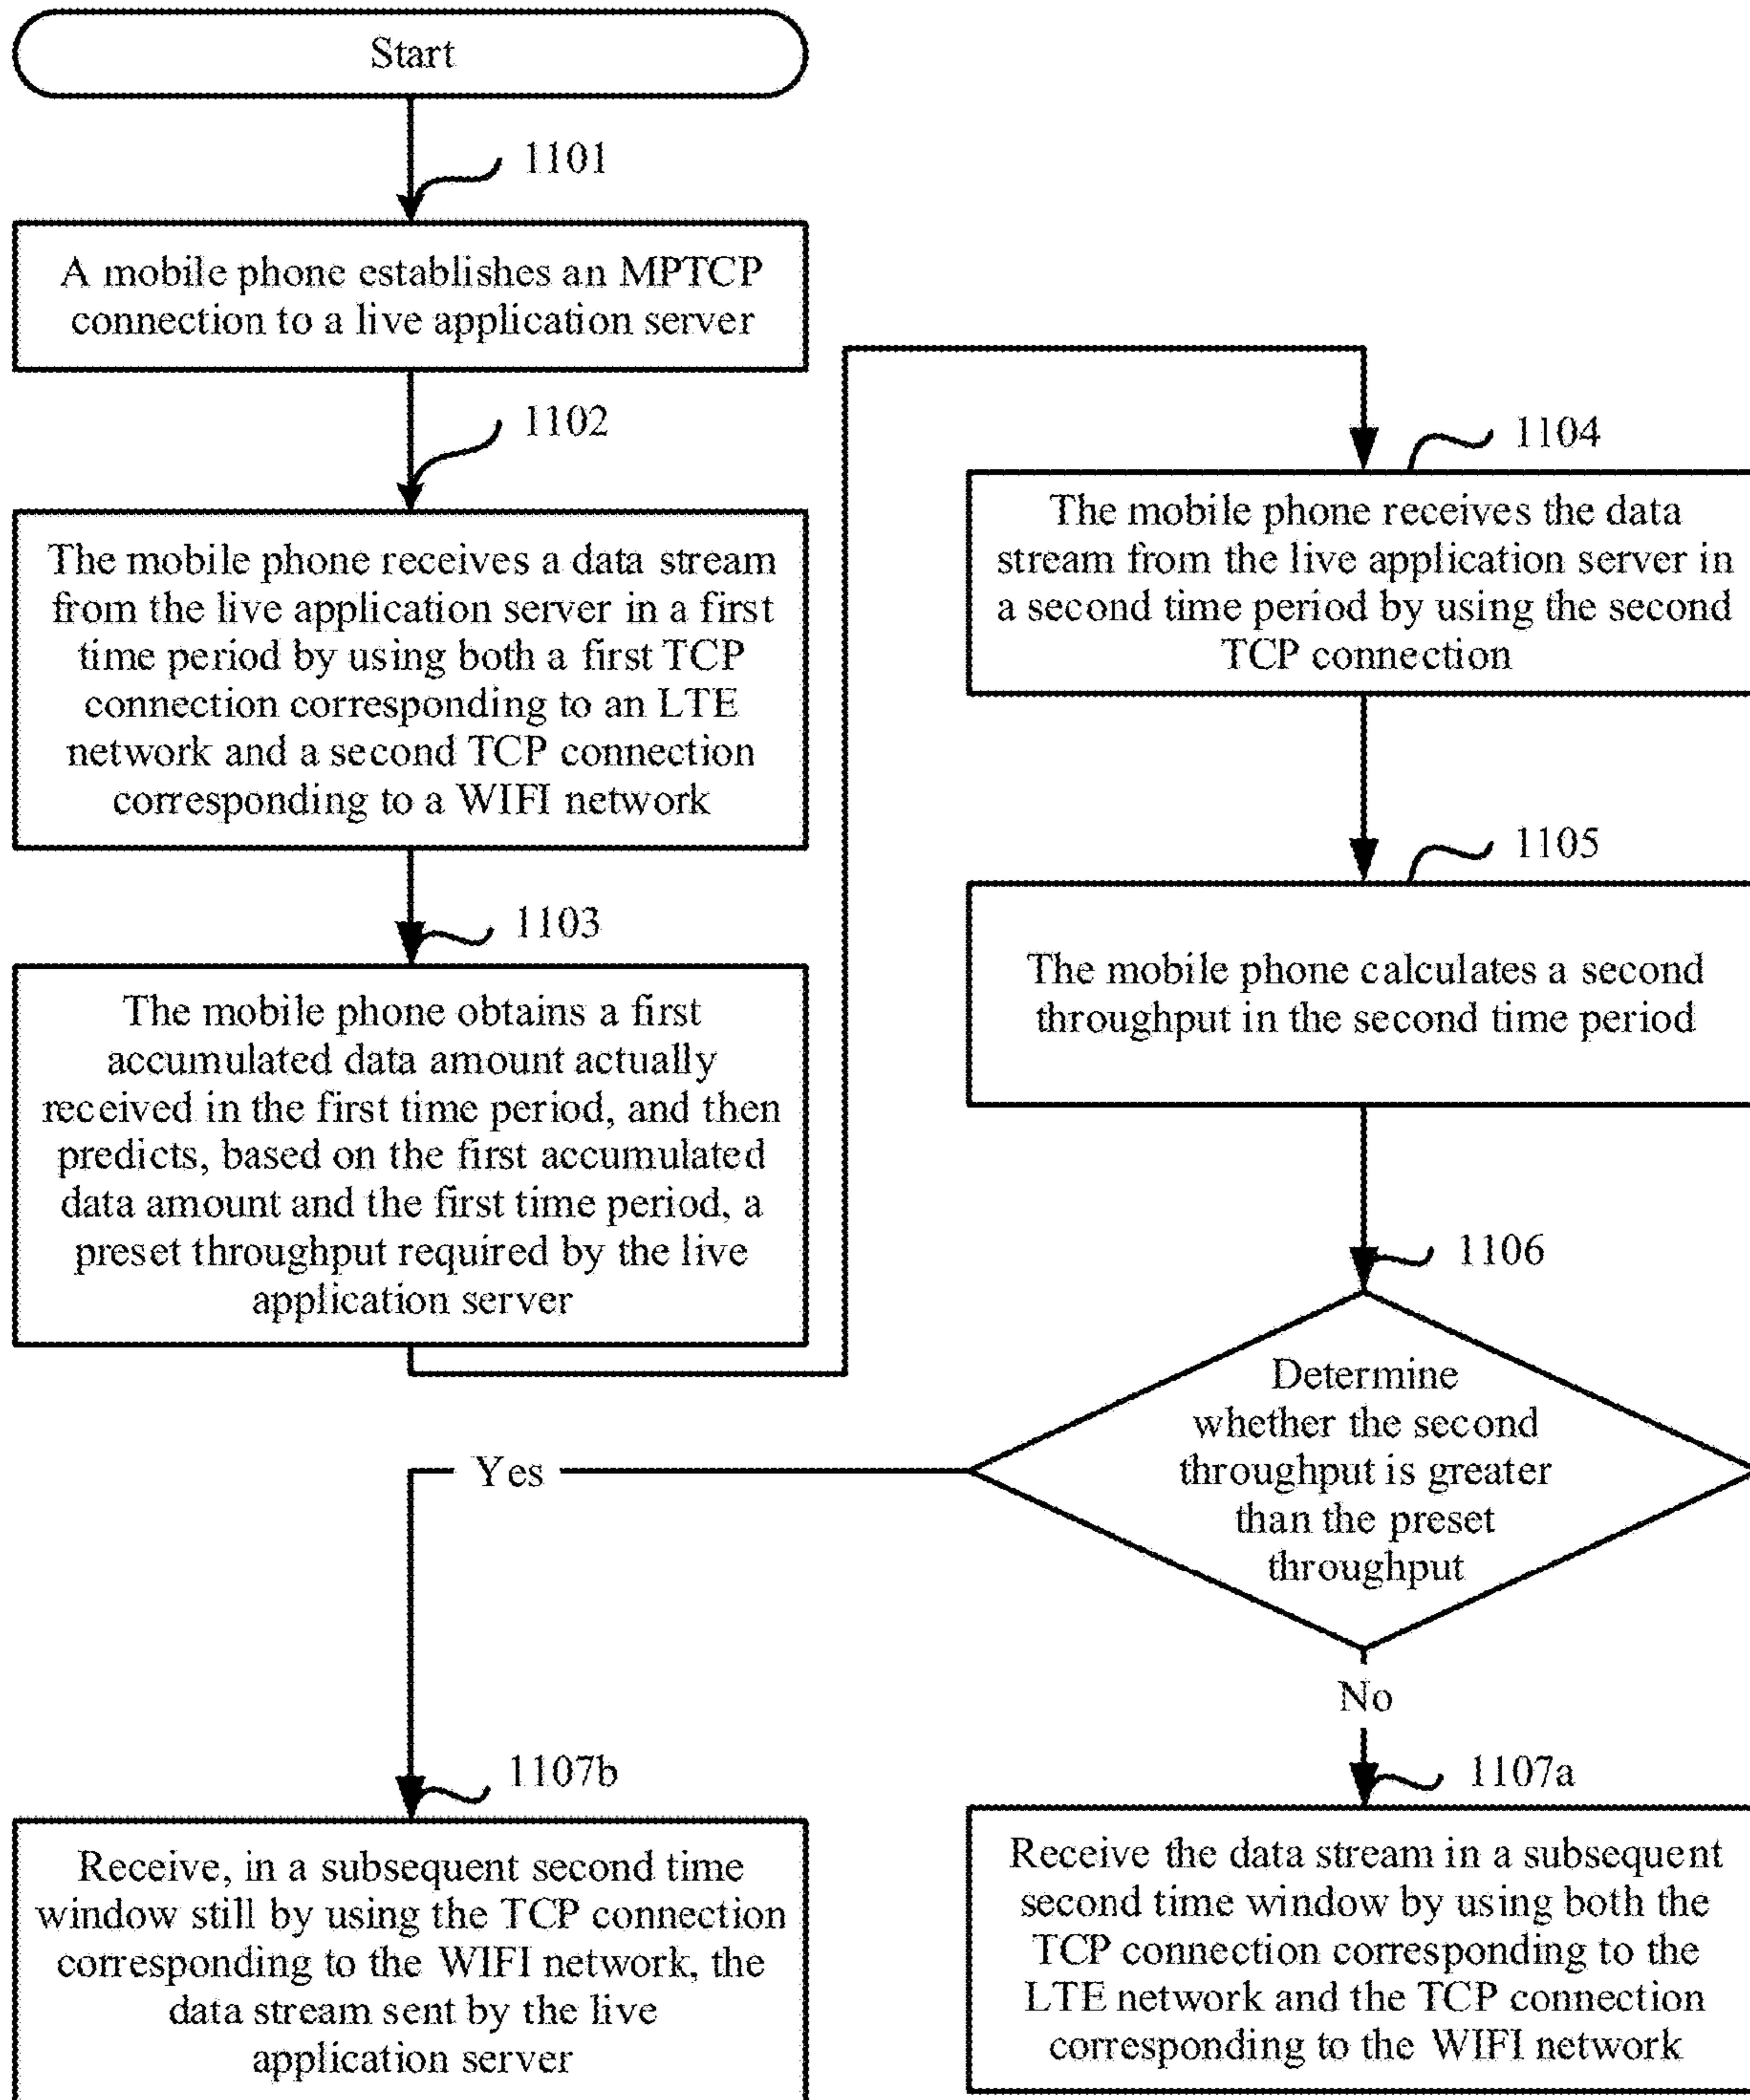 Start
1101
A mobile phone establishes an MPTCP
connection to a live application server
1102
The mobile phone receives a data stream
from the live application server in a first
time period by using both a first TCP
connection corresponding to an LTE
network and a second TCP connection
corresponding to a WIFI network
1103
The mobile phone obtains a first
accumulated data amount actually
received in the first time period, and then
predicts, based on the first accumulated
data amount and the first time period, a
preset throughput required by the live
application server
1104
The mobile phone receives the data
stream from the live application server in
a second time period by using the second
TCP connection
1105
The mobile phone calculates a second
throughput in the second time period
1106
Determine
whether the second
throughput is greater
than the preset
throughput
Yes
No
1107b
Receive, in a subsequent second time
window still by using the TCP connection
corresponding to the WIFI network, the
data stream sent by the live
application server
1107a
Receive the data stream in a subsequent
second time window by using both the
TCP connection corresponding to the
LTE network and the TCP connection
corresponding to the WIFI network